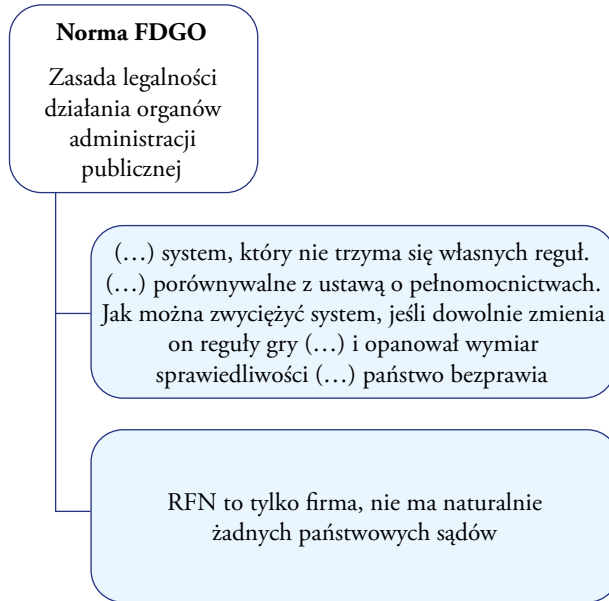 Norma FDGO
Zasada legalności
działania organów
administracji
publicznej
(…) system, który nie trzyma się własnych reguł.
(…) porównywalne z ustawą o pełnomocnictwach.
Jak można zwyciężyć system, jeśli dowolnie zmienia
on reguły gry (…) i opanował wymiar
sprawiedliwości (…) państwo bezprawia
RFN to tylko firma, nie ma naturalnie
żadnych państwowych sądów